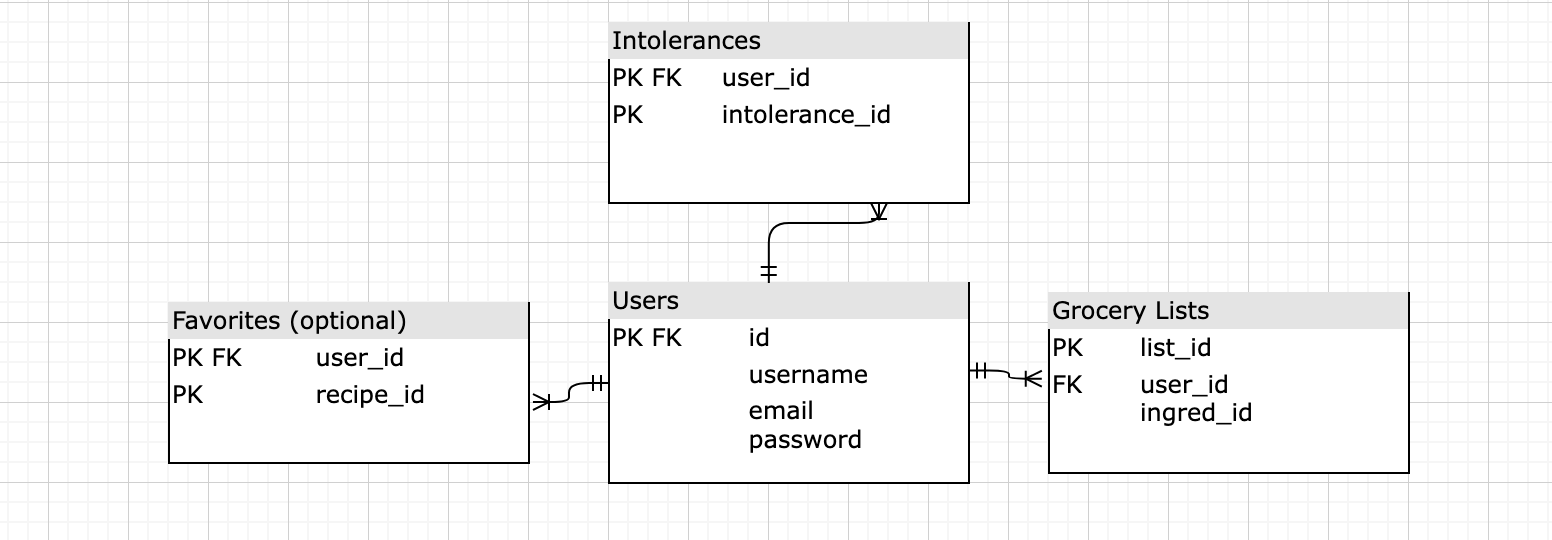 Intolerances
PK FK user_id
PK intolerance_id
Favorites (optional)
PK FK user_id
PK recipe_id
Users
PK FK id
username
email
password
Grocery Lists
PK list_id
FK user_id
ingred_id